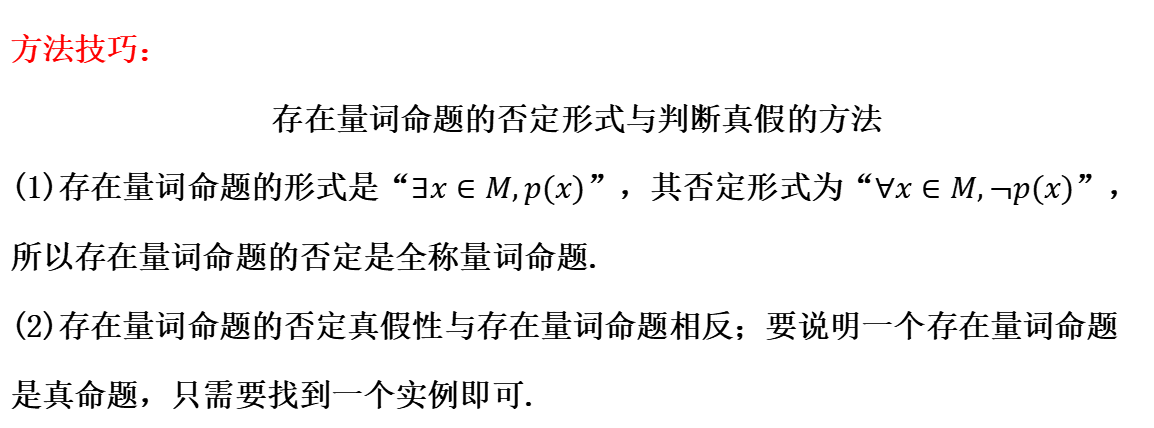 方法技巧：
存在量词命题的否定形式与判断真假的方法
(1)存在量词命题的形式是“∃x ∈ M, p(x)”，其否定形式为“∀x ∈ M, ¬p(x)”，
所以存在量词命题的否定是全称量词命题.
(2)存在量词命题的否定真假性与存在量词命题相反；要说明一个存在量词命题
是真命题，只需要找到一个实例即可.